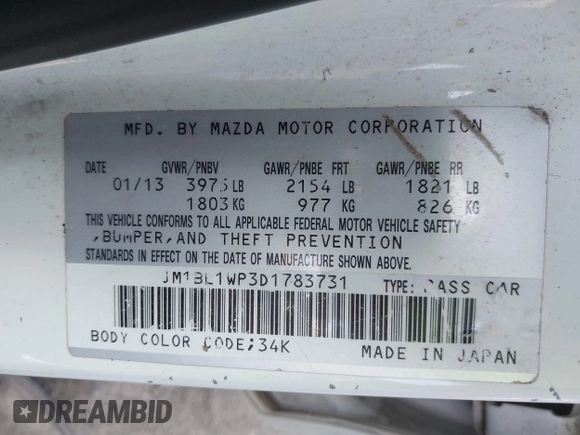 MFD. BY MAZDA MOTOR CORPORATION
DATE GVWR/PNBV GAWR/PNBE FRT GAWR/PNBE RR
01/13 3975 LB 2154 LB 1821 LB
1803 KG 977 KG 826 KG
THIS VEHICLE CONFORMS TO ALL APPLICABLE FEDERAL MOTOR VEHICLE SAFETY
,BUMPER,AND THEFT PREVENTION
STANDARDS IN EFFECT ON THE DATE OF MANUFACTURE SHOWN ABOVE.
JM1BL1WP3D1783731 TYPE: PASS CAR
BODY COLOR CODE;34K MADE IN JAPAN
DREAMBID